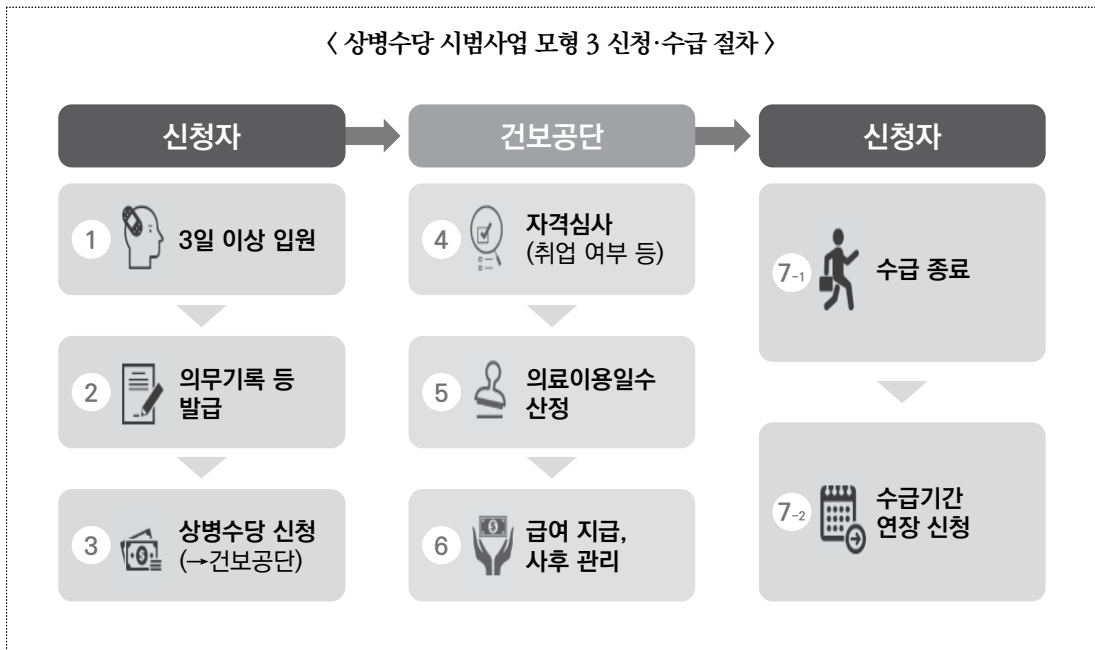 〈 상병수당 시범사업 모형 3 신청·수급 절차 〉
신청자
1
3일 이상 입원
2
의무기록 등
발급
3
상병수당 신청
(→건보공단)
건보공단
4
자격심사
(취업 여부 등)
5
의료이용일수
산정
6
급여 지급,
사후 관리
신청자
7-1
수급 종료
7-2
수급기간
연장 신청